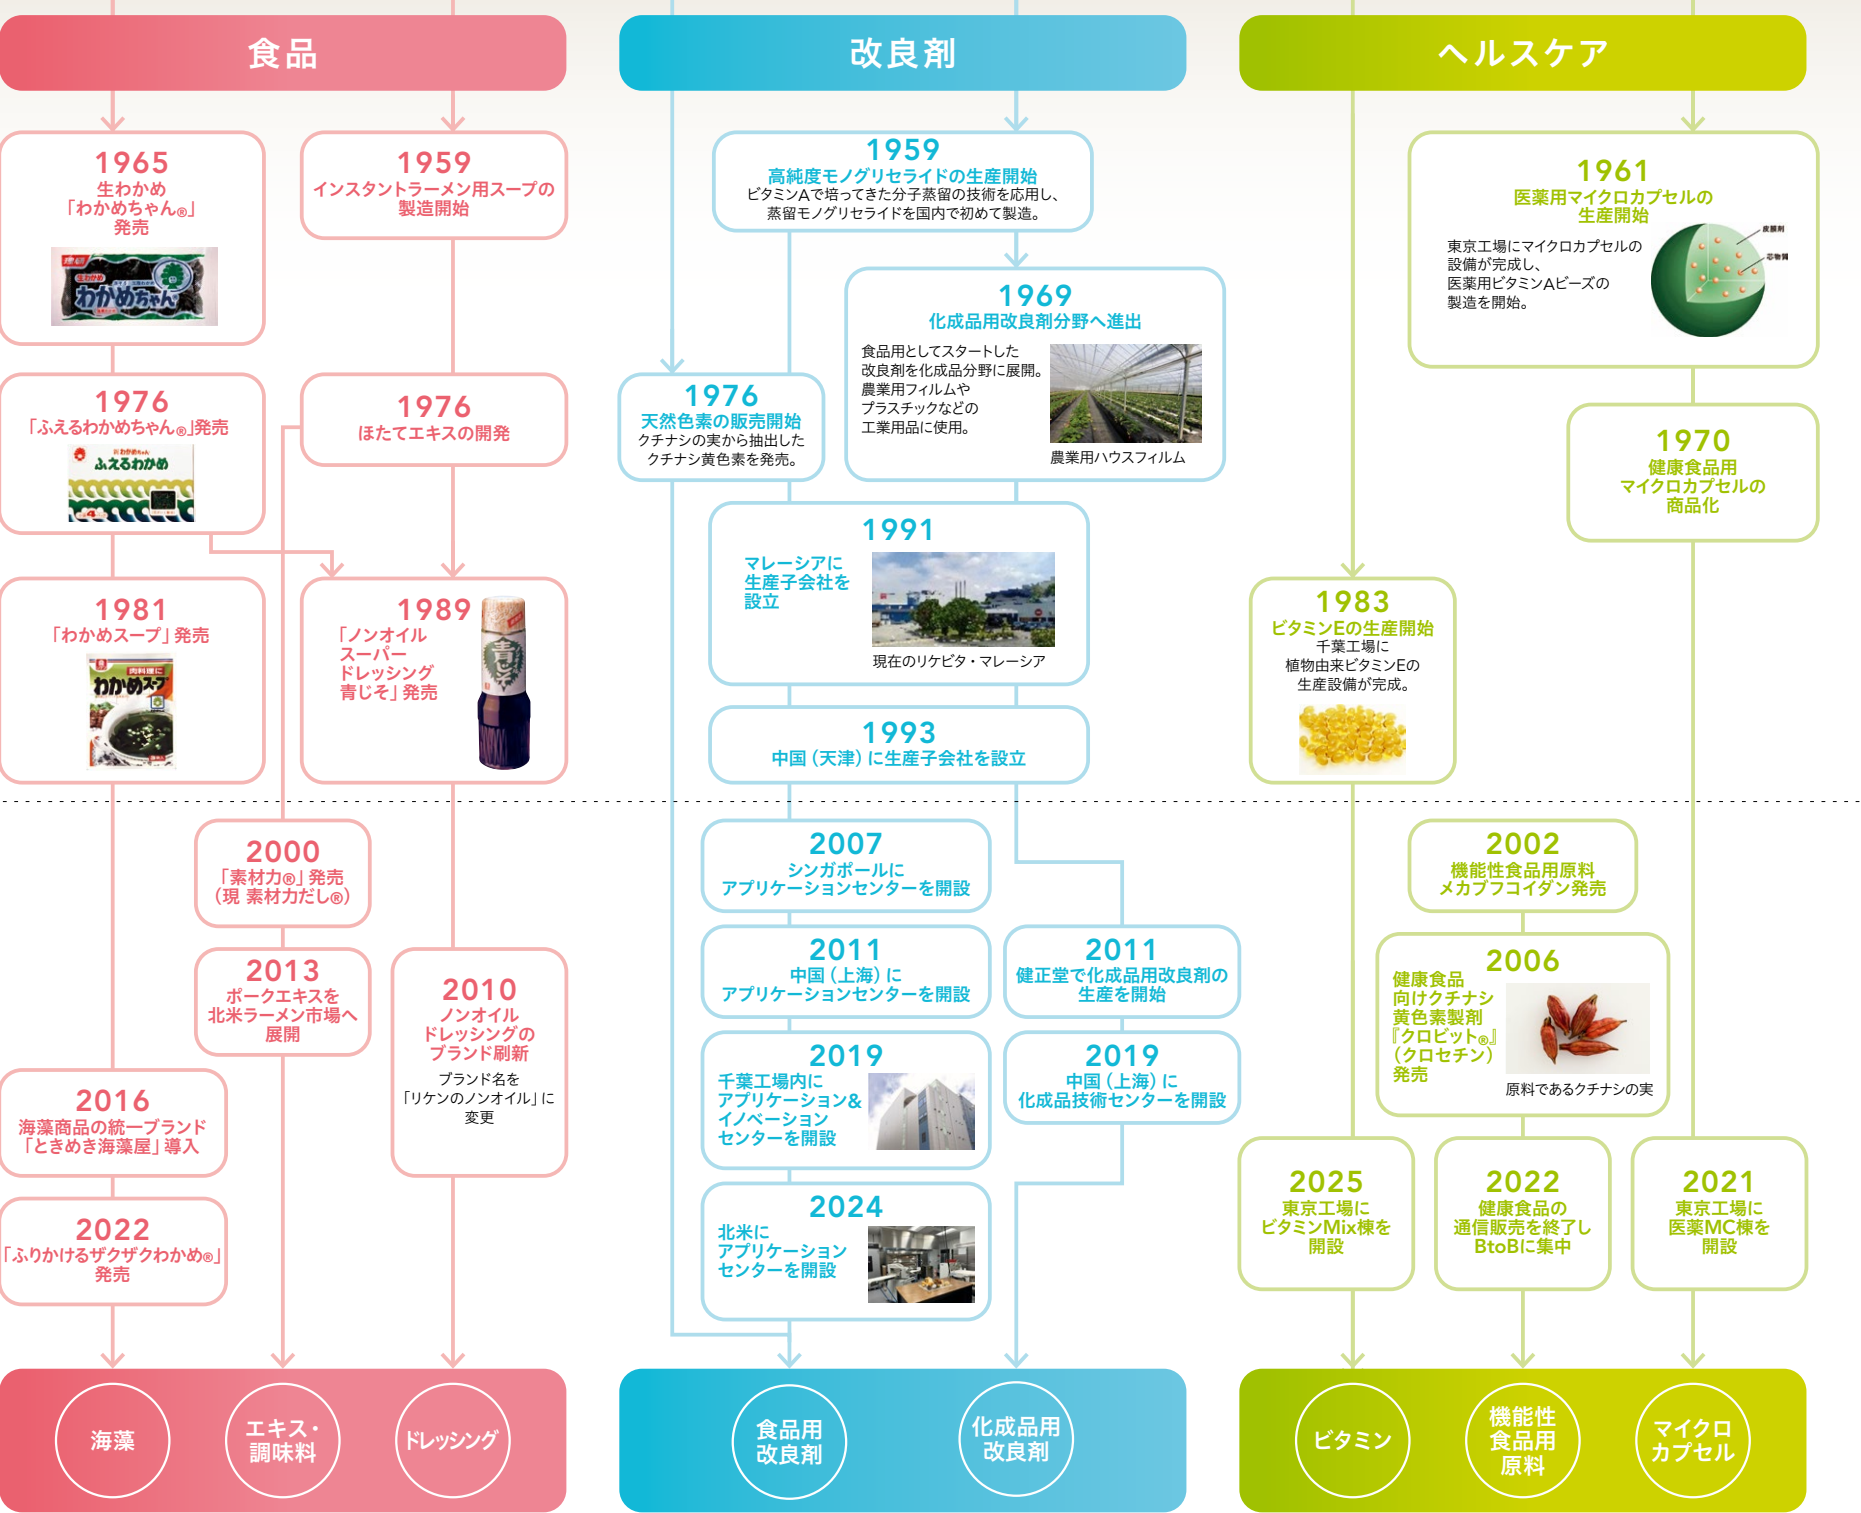 食品
1965
生わかめ
「わかめちゃん®」
発売
生わかめ
わかめちゃん
1959
インスタントラーメン用スープの
製造開始
1976
「ふえるわかめちゃん®」発売
わかめちゃん
ふえるわかめ
1976
ほたてエキスの開発
1981
「わかめスープ」発売
肉料理に
わかめスープ
1989
「ノンオイル
スーパー
ドレッシング
青じそ」発売
青じそ
2000
「素材力®」発売
（現 素材力だし®）
2013
ポークエキスを
北米ラーメン市場へ
展開
2010
ノンオイル
ドレッシングの
ブランド刷新
ブランド名を
「リケンのノンオイル」に
変更
2016
海藻商品の統一ブランド
「ときめき海藻屋」導入
2022
「ふりかけるザクザクわかめ®」
発売
海藻
エキス・
調味料
ドレッシング
改良剤
1959
高純度モノグリセライドの生産開始
ビタミンAで培ってきた分子蒸留の技術を応用し、
蒸留モノグリセライドを国内で初めて製造。
1969
化成品用改良剤分野へ進出
食品用としてスタートした
改良剤を化成品分野に展開。
農業用フィルムや
プラスチックなどの
工業用品に使用。
農業用ハウスフィルム
1976
天然色素の販売開始
クチナシの実から抽出した
クチナシ黄色素を発売。
1991
マレーシアに
生産子会社を
設立
現在のリケビタ・マレーシア
1993
中国（天津）に生産子会社を設立
2007
シンガポールに
アプリケーションセンターを開設
2011
中国（上海）に
アプリケーションセンターを開設
2011
健正堂で化成品用改良剤の
生産を開始
2019
千葉工場内に
アプリケーション&
イノベーション
センターを開設
2019
中国（上海）に
化成品技術センターを開設
2024
北米に
アプリケーション
センターを開設
食品用
改良剤
化成品用
改良剤
ヘルスケア
1961
医薬用マイクロカプセルの
生産開始
東京工場にマイクロカプセルの
設備が完成し、
医薬用ビタミンAビーズの
製造を開始。
皮膜剤
芯物質
1970
健康食品用
マイクロカプセルの
商品化
1983
ビタミンEの生産開始
千葉工場に
植物由来ビタミンEの
生産設備が完成。
2002
機能性食品用原料
メカブフコイダン発売
2006
健康食品
向けクチナシ
黄色素製剤
『クロビット®』
（クロセチン）
発売
原料であるクチナシの実
2025
東京工場に
ビタミンMix棟を
開設
2022
健康食品の
通信販売を終了し
BtoBに集中
2021
東京工場に
医薬MC棟を
開設
ビタミン
機能性
食品用
原料
マイクロ
カプセル